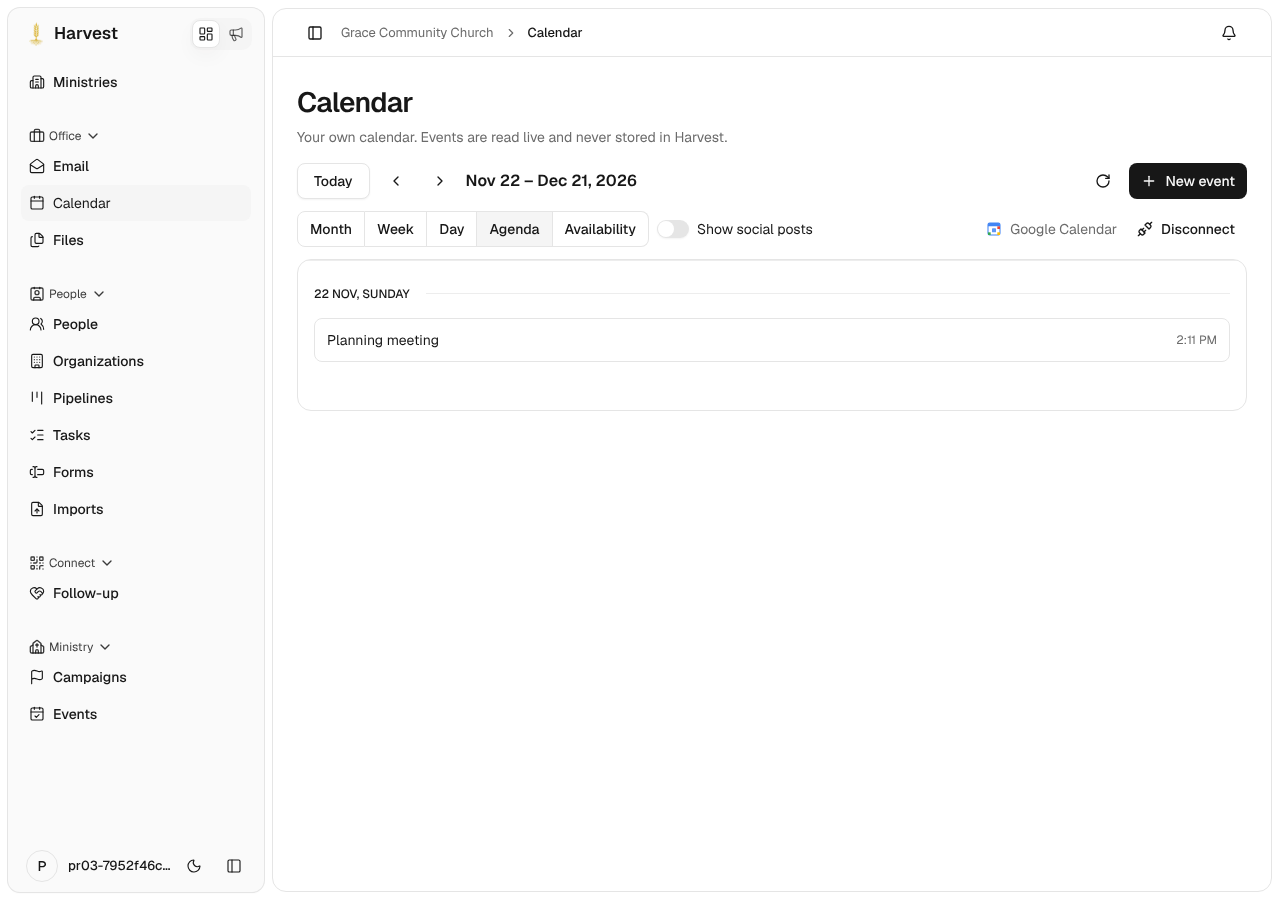 Harvest
Ministries
Office
Email
Calendar
Files
People
People
Organizations
Pipelines
Tasks
Forms
Imports
Connect
Follow-up
Ministry
Campaigns
Events
P
pr03-7952f46c…
Grace Community Church
Calendar
Calendar
Your own calendar. Events are read live and never stored in Harvest.
Today
Nov 22 – Dec 21, 2026
New event
Month
Week
Day
Agenda
Availability
Show social posts
Google Calendar
Disconnect
22 NOV, SUNDAY
Planning meeting
2:11 PM